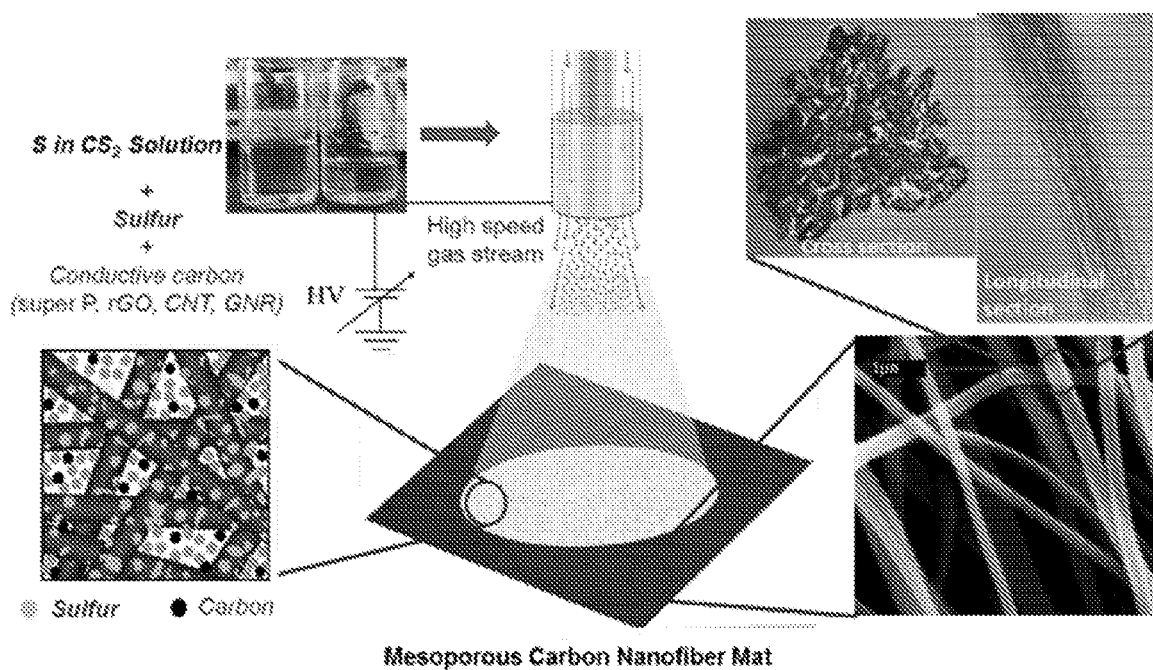 S in CS₂ Solution
+
Sulfur
+
Conductive carbon
(super P, rGO, CNT, GNR)
High speed
gas stream
HV
Cross section
Longitudinal
section
1μm
Sulfur
Carbon
Mesoporous Carbon Nanofiber Mat